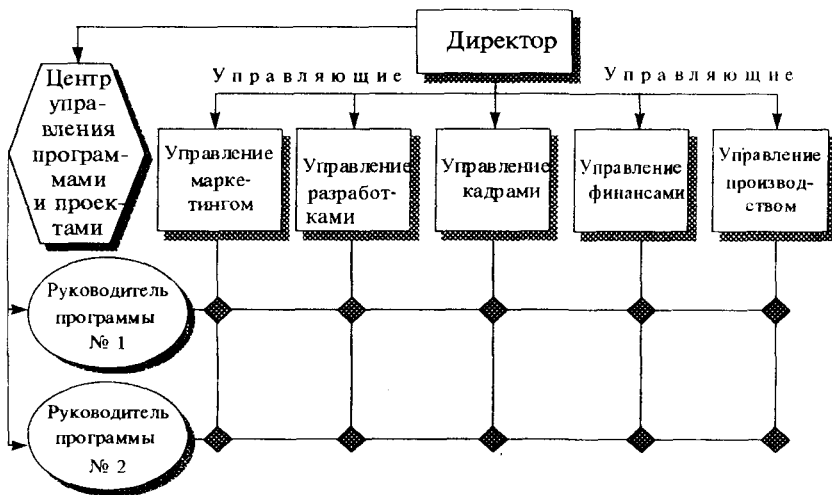 Директор
Управляющие Управляющие
Центр
упра-
вления
програм-
мами
и проек-
тами
Управление
марке-
тингом
Управление
разработ-
ками
Управление
кадрами
Управление
финансами
Управление
производ-
ством
Руководитель
программы
№ 1
Руководитель
программы
№ 2